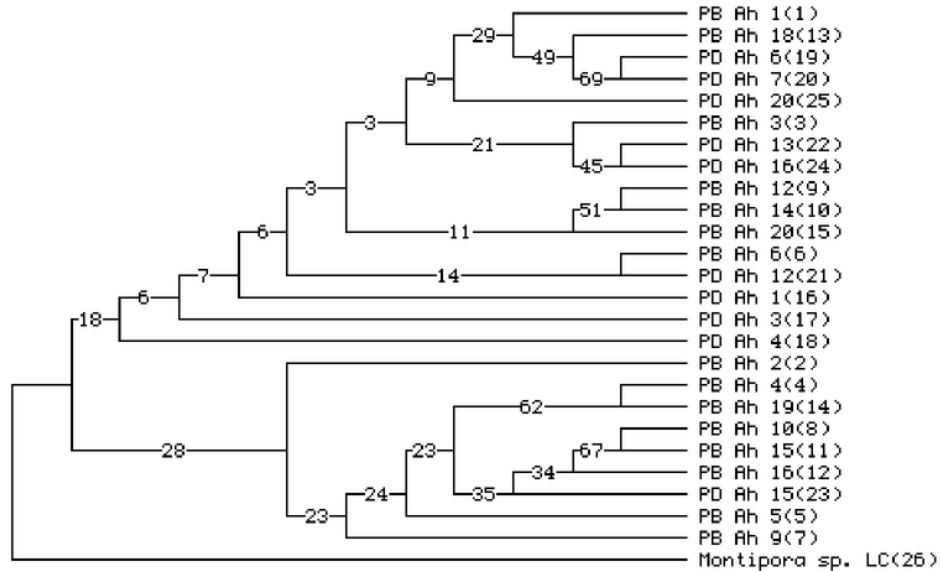 PB Ah 1(1)
29
PB Ah 18(13)
49
PD Ah 6(19)
9
69
PD Ah 7(20)
PD Ah 20(25)
3
PB Ah 3(3)
21
PD Ah 13(22)
45
PD Ah 16(24)
3
PB Ah 12(9)
51
PB Ah 14(10)
6
11
PB Ah 20(15)
PB Ah 6(6)
7
14
PD Ah 12(21)
6
PD Ah 1(16)
18
PD Ah 3(17)
PD Ah 4(18)
PB Ah 2(2)
PB Ah 4(4)
62
PB Ah 19(14)
PB Ah 10(8)
28
23
67
PB Ah 15(11)
34
PB Ah 16(12)
24
35
PD Ah 15(23)
23
PB Ah 5(5)
PB Ah 9(7)
Montipora sp. LC(26)